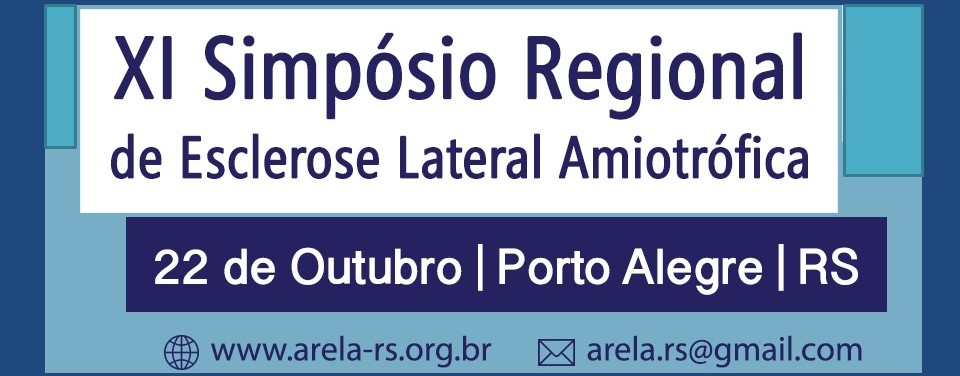 XI Simpósio Regional
de Esclerose Lateral Amiotrófica
22 de Outubro | Porto Alegre | RS
www.arela-rs.org.br arela.rs@gmail.com